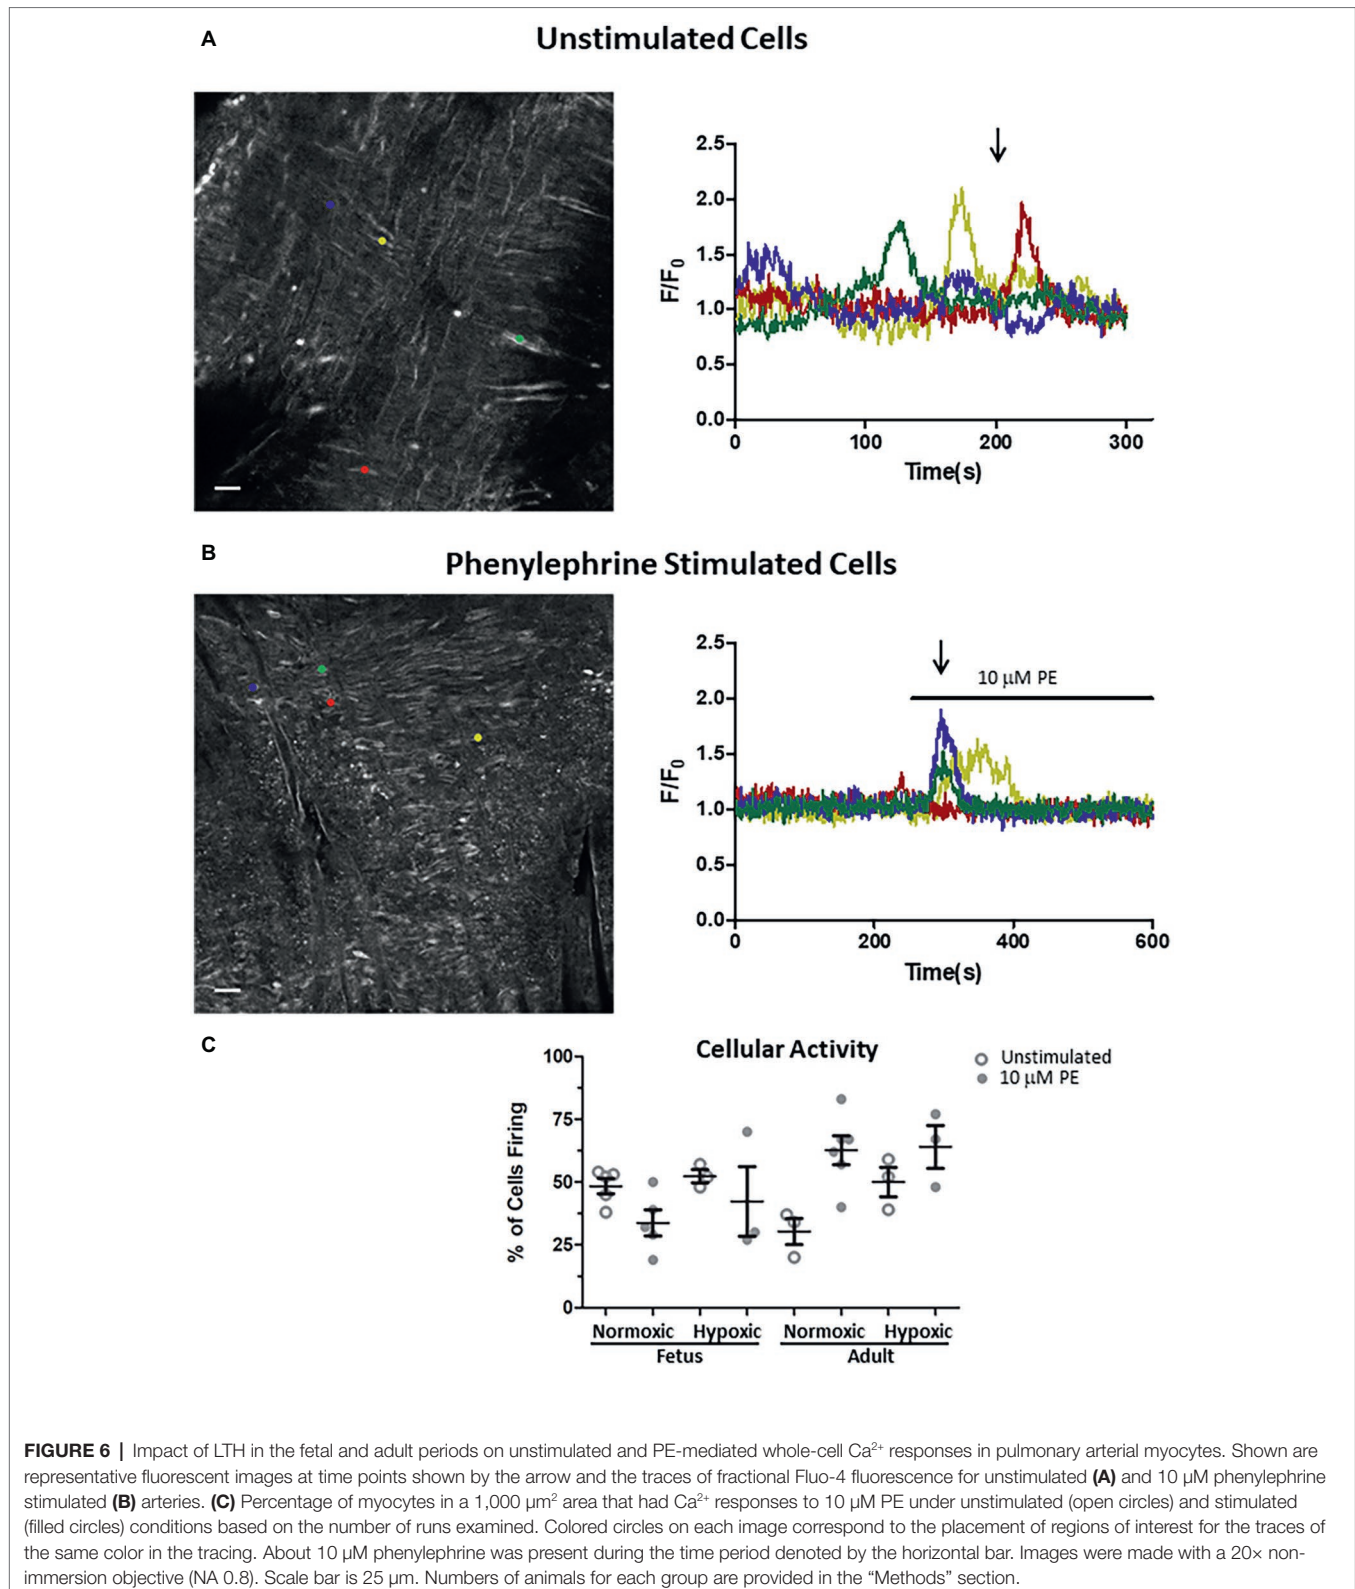 A
Unstimulated Cells
2.5
2.0
1.5
1.0
0.5
0.0
F/F0
0 100 200 300
Time(s)
B
Phenylephrine Stimulated Cells
2.5
2.0
1.5
1.0
0.5
0.0
F/F0
10 µM PE
0 200 400 600
Time(s)
C
Cellular Activity
Unstimulated
10 µM PE
100
75
50
25
0
% of Cells Firing
Normoxic Hypoxic Normoxic Hypoxic
Fetus Adult
FIGURE 6 | Impact of LTH in the fetal and adult periods on unstimulated and PE-mediated whole-cell Ca²⁺ responses in pulmonary arterial myocytes. Shown are
representative fluorescent images at time points shown by the arrow and the traces of fractional Fluo-4 fluorescence for unstimulated (A) and 10 µM phenylephrine
stimulated (B) arteries. (C) Percentage of myocytes in a 1,000 µm² area that had Ca²⁺ responses to 10 µM PE under unstimulated (open circles) and stimulated
(filled circles) conditions based on the number of runs examined. Colored circles on each image correspond to the placement of regions of interest for the traces of
the same color in the tracing. About 10 µM phenylephrine was present during the time period denoted by the horizontal bar. Images were made with a 20× non-
immersion objective (NA 0.8). Scale bar is 25 µm. Numbers of animals for each group are provided in the “Methods” section.